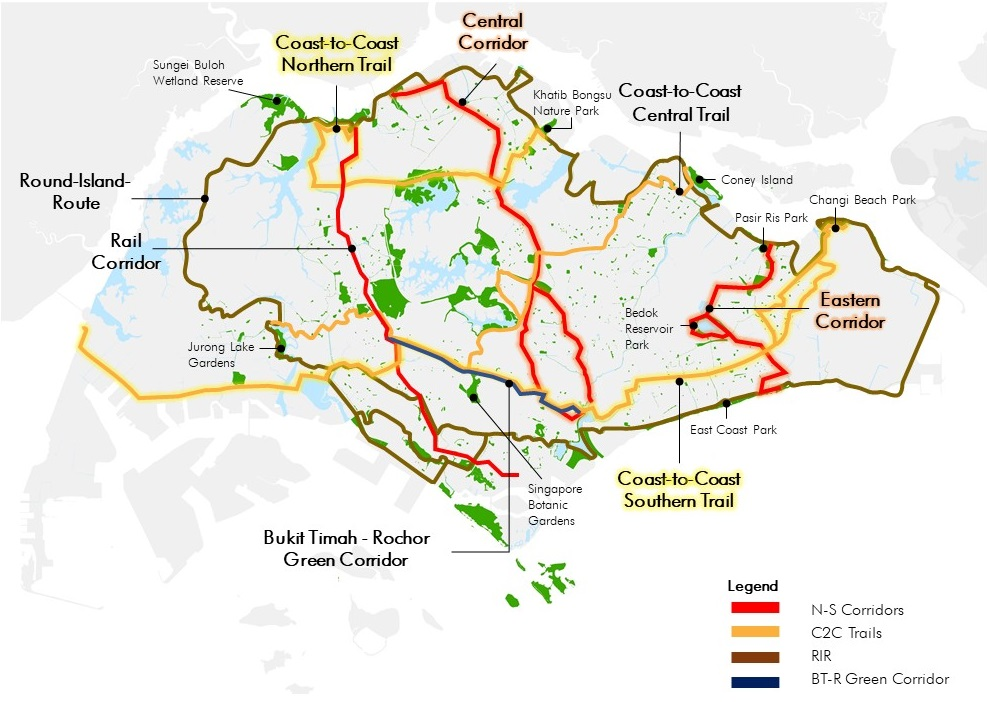 Central
Corridor
Coast-to-Coast
Northern Trail
Sungei Buloh
Wetland Reserve
Khatib Bongsu
Nature Park
Coast-to-Coast
Central Trail
Round-Island-
Route
Coney Island
Changi Beach Park
Pasir Ris Park
Rail
Corridor
Eastern
Corridor
Bedok
Reservoir
Park
Jurong Lake
Gardens
East Coast Park
Coast-to-Coast
Southern Trail
Singapore
Botanic
Gardens
Bukit Timah - Rochor
Green Corridor
Legend
N-S Corridors
C2C Trails
RIR
BT-R Green Corridor